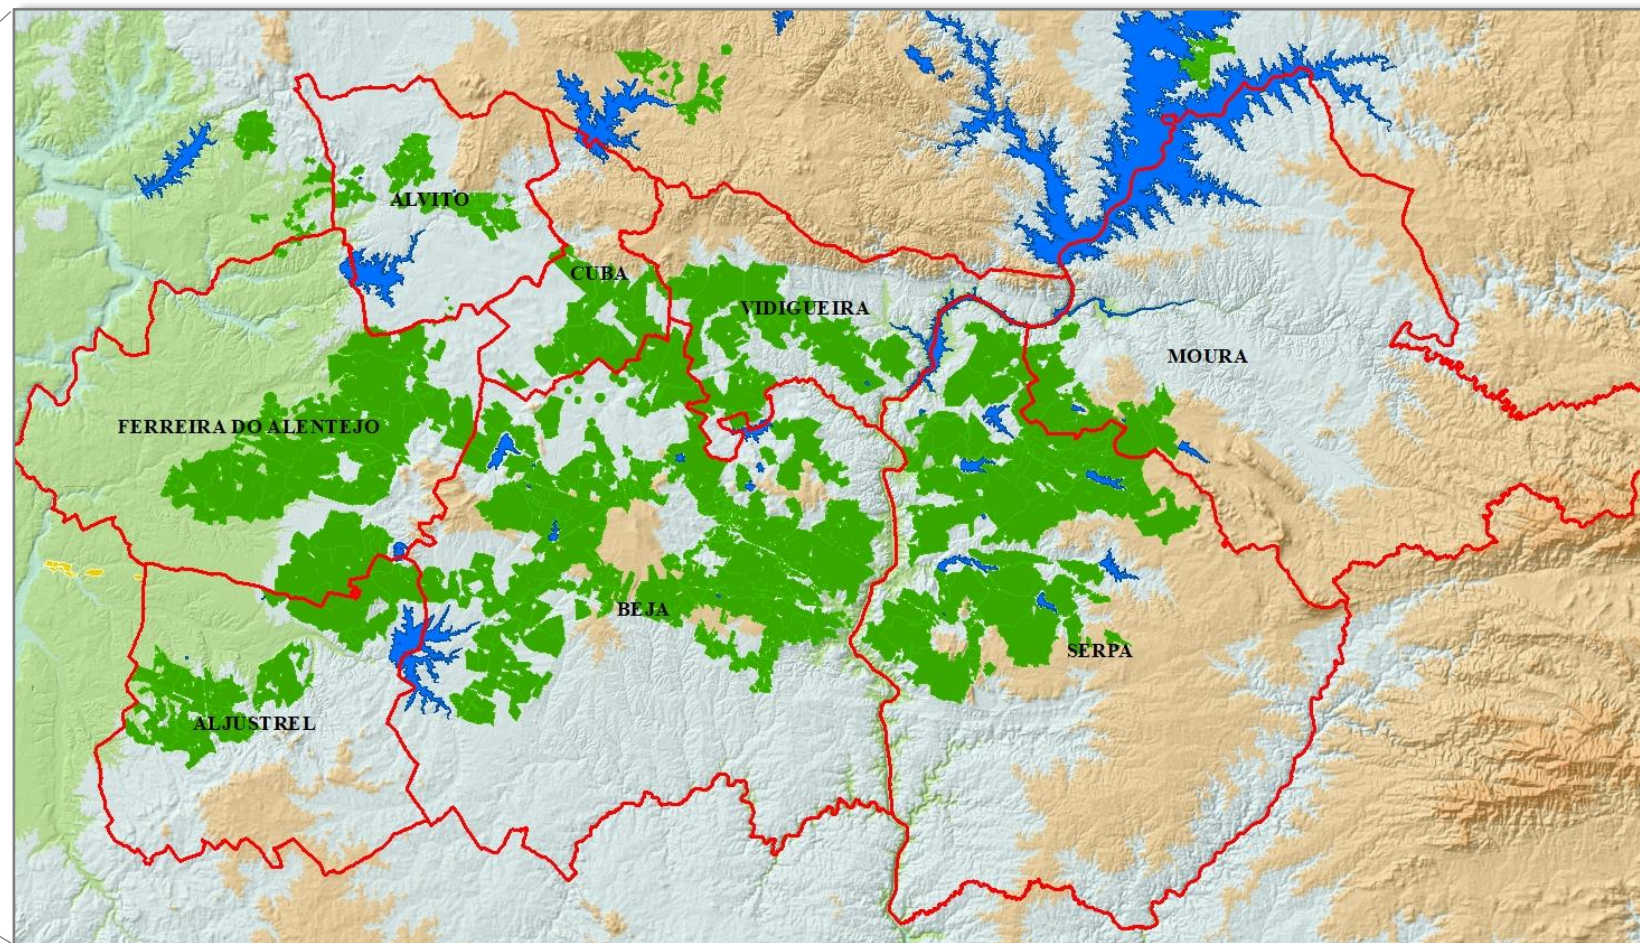 ALVITO
CUBA
VIDIGUEIRA
MOURA
FERREIRA DO ALENTEJO
BEJA
SERPA
ALJUSTREL